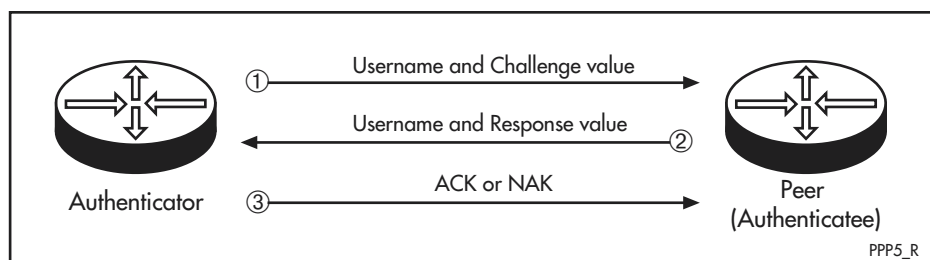 ① Username and Challenge value
Username and Response value ②
Authenticator
③ ACK or NAK
Peer
(Authenticatee)
PPP5_R